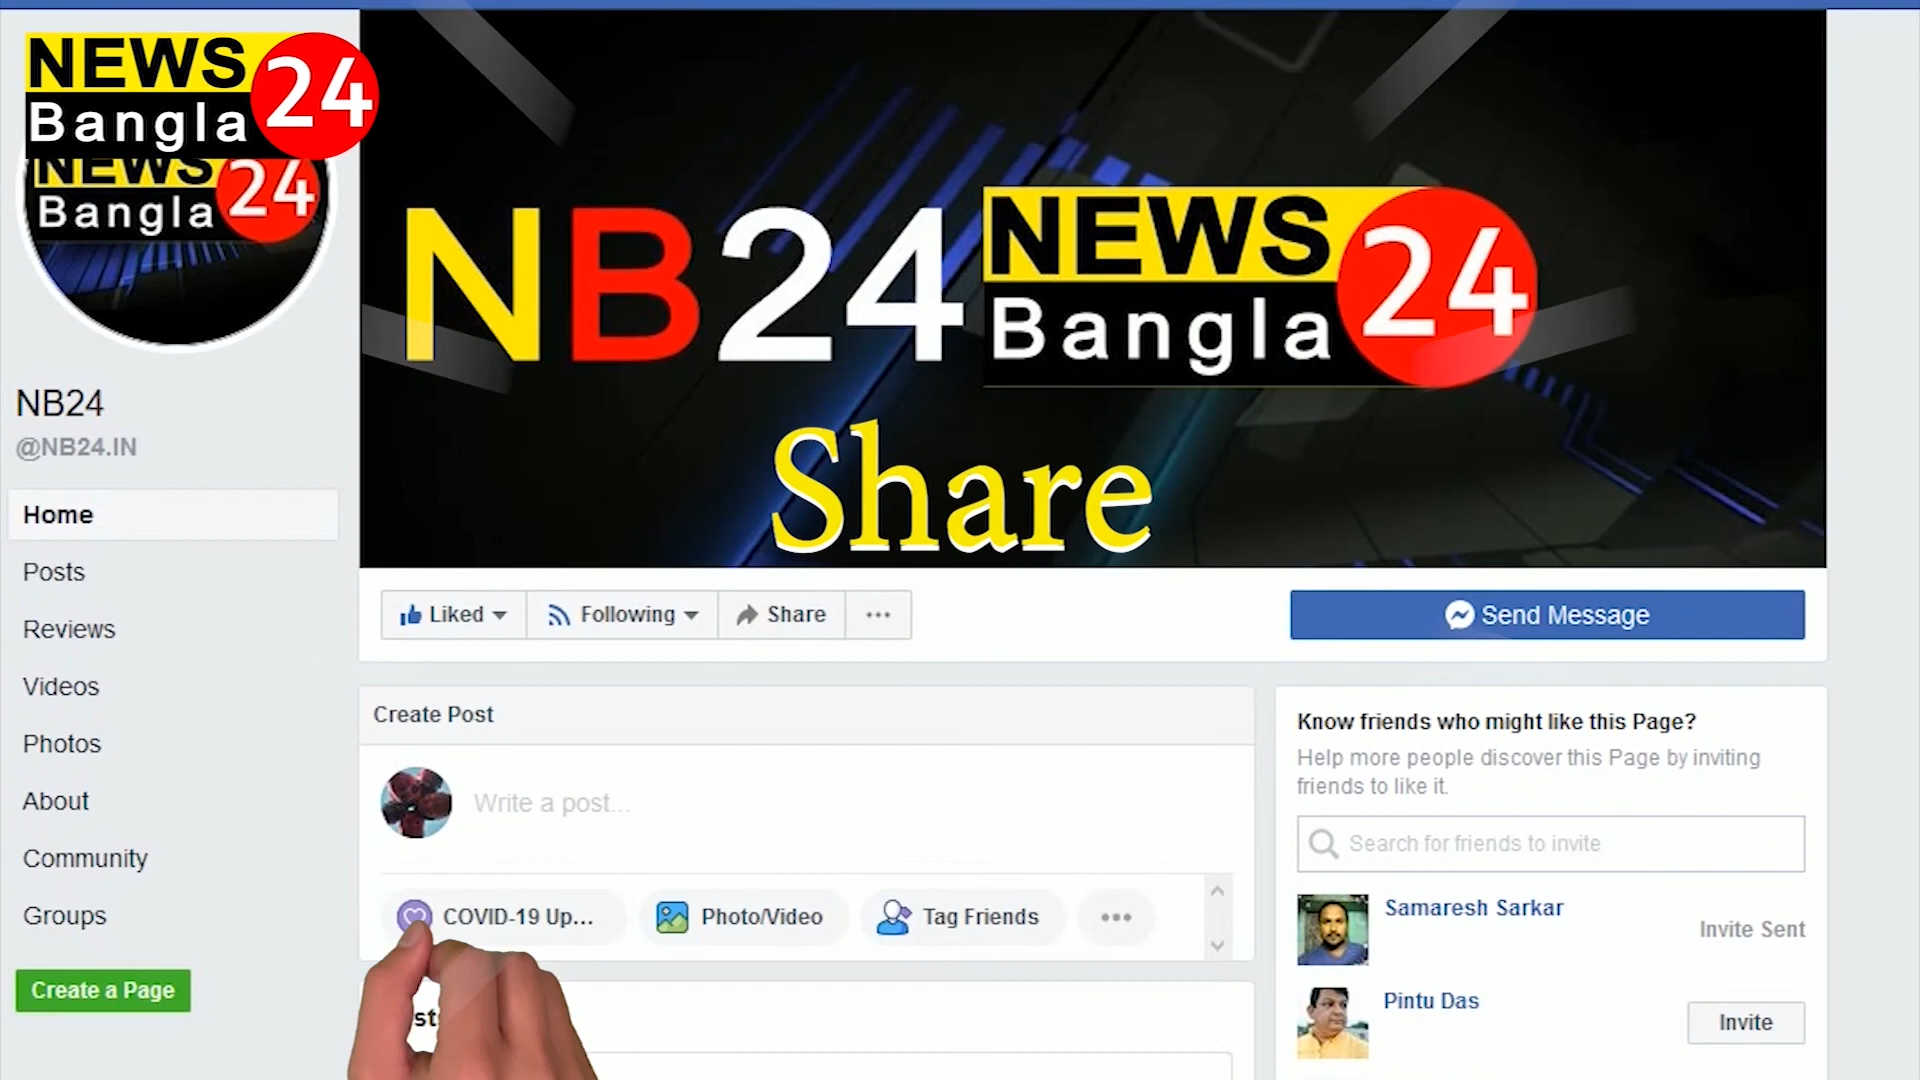 NEWS
Bangla 24
NEWS
Bangla 24
NB24
@NB24.IN
Home
Posts
Reviews
Videos
Photos
About
Community
Groups
Create a Page
NB24 NEWS
Bangla 24
Share
Liked Following Share
Send Message
Create Post
Write a post...
COVID-19 Up... Photo/Video Tag Friends
Know friends who might like this Page?
Help more people discover this Page by inviting
friends to like it.
Search for friends to invite
Samaresh Sarkar
Invite Sent
Pintu Das
Invite